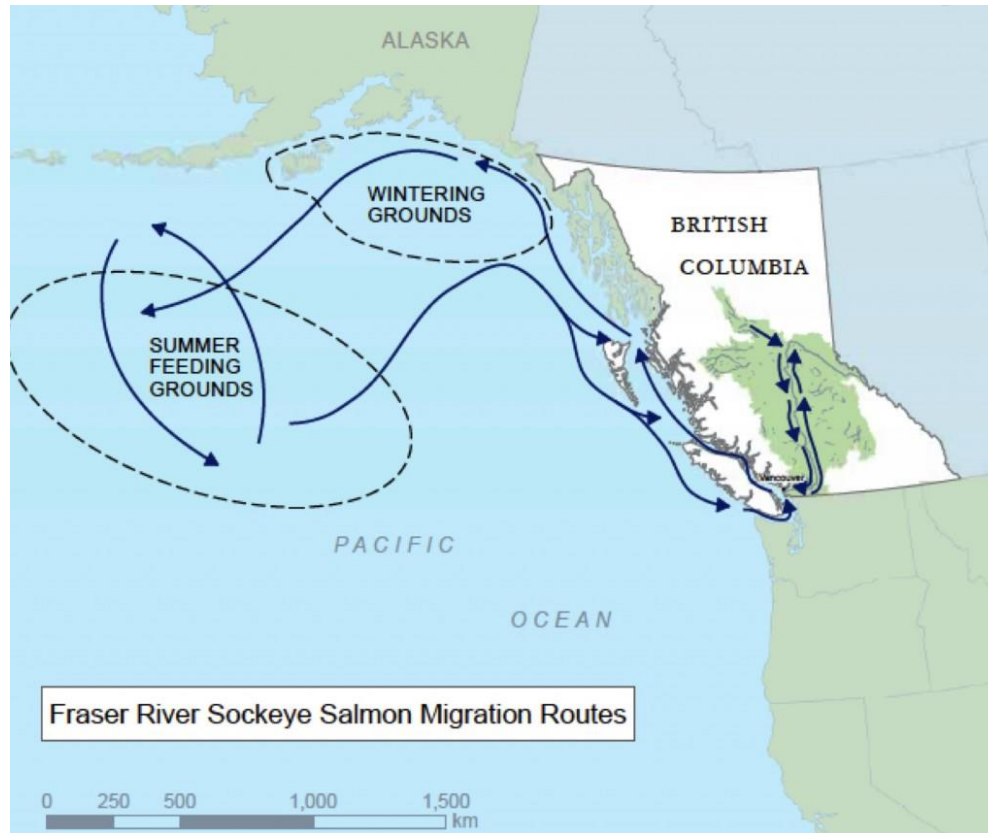 ALASKA
WINTERING
GROUNDS
BRITISH
COLUMBIA
SUMMER
FEEDING
GROUNDS
Vancouver
PACIFIC
OCEAN
Fraser River Sockeye Salmon Migration Routes
0 250 500 1,000 1,500
km